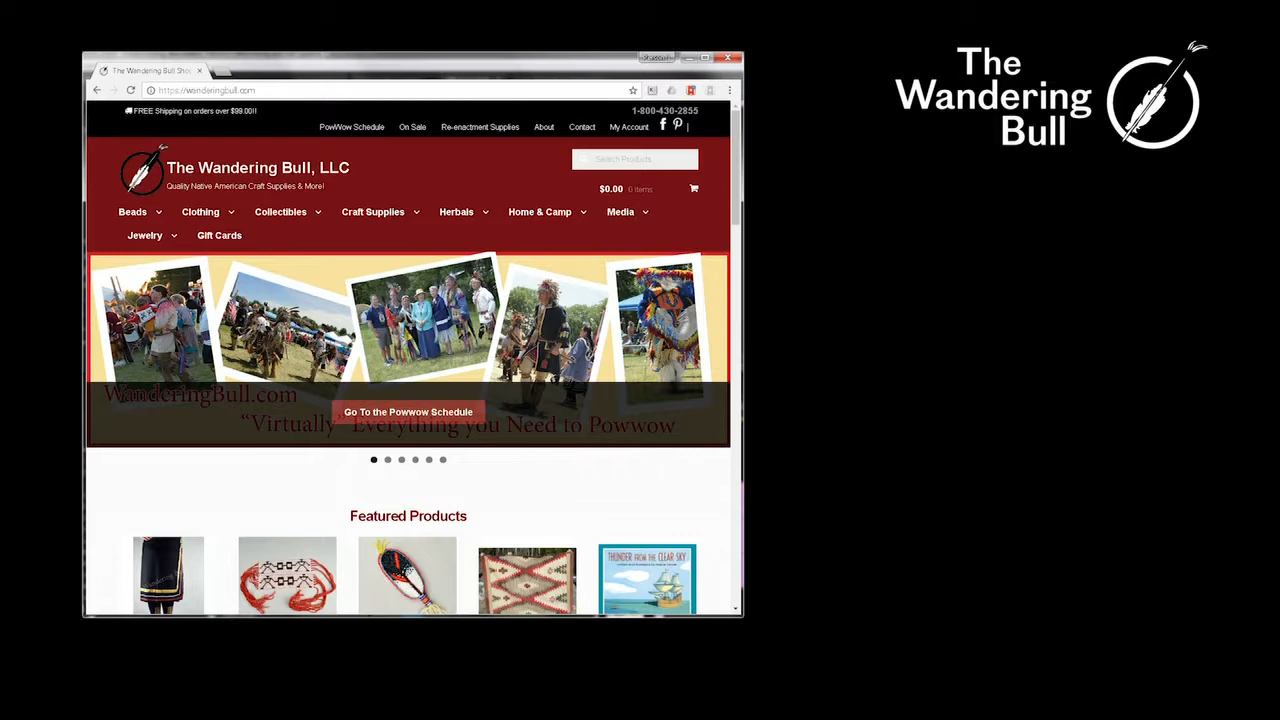 The
Wandering
Bull
The Wandering Bull Sho
https://wanderingbull.com
FREE Shipping on orders over $99.00!!
1-800-430-2855
PowWow Schedule On Sale Re-enactment Supplies About Contact My Account
The Wandering Bull, LLC
Quality Native American Craft Supplies & More!
Search Products
$0.00 0 items
Beads Clothing Collectibles Craft Supplies Herbals Home & Camp Media
Jewelry Gift Cards
WanderingBull.com
Go To the Powwow Schedule
“Virtually” Everything you Need to Powwow
Featured Products
Wandering
THUNDER FROM THE CLEAR SKY